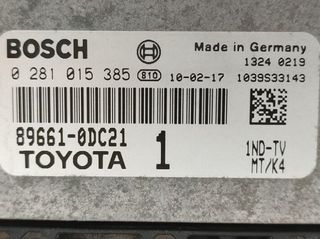 BOSCH Made in Germany
1324 0219
0 281 015 385 810 10-02-17 1039S33143
89661-0DC21
TOYOTA 1 1ND-TV
MT/K4